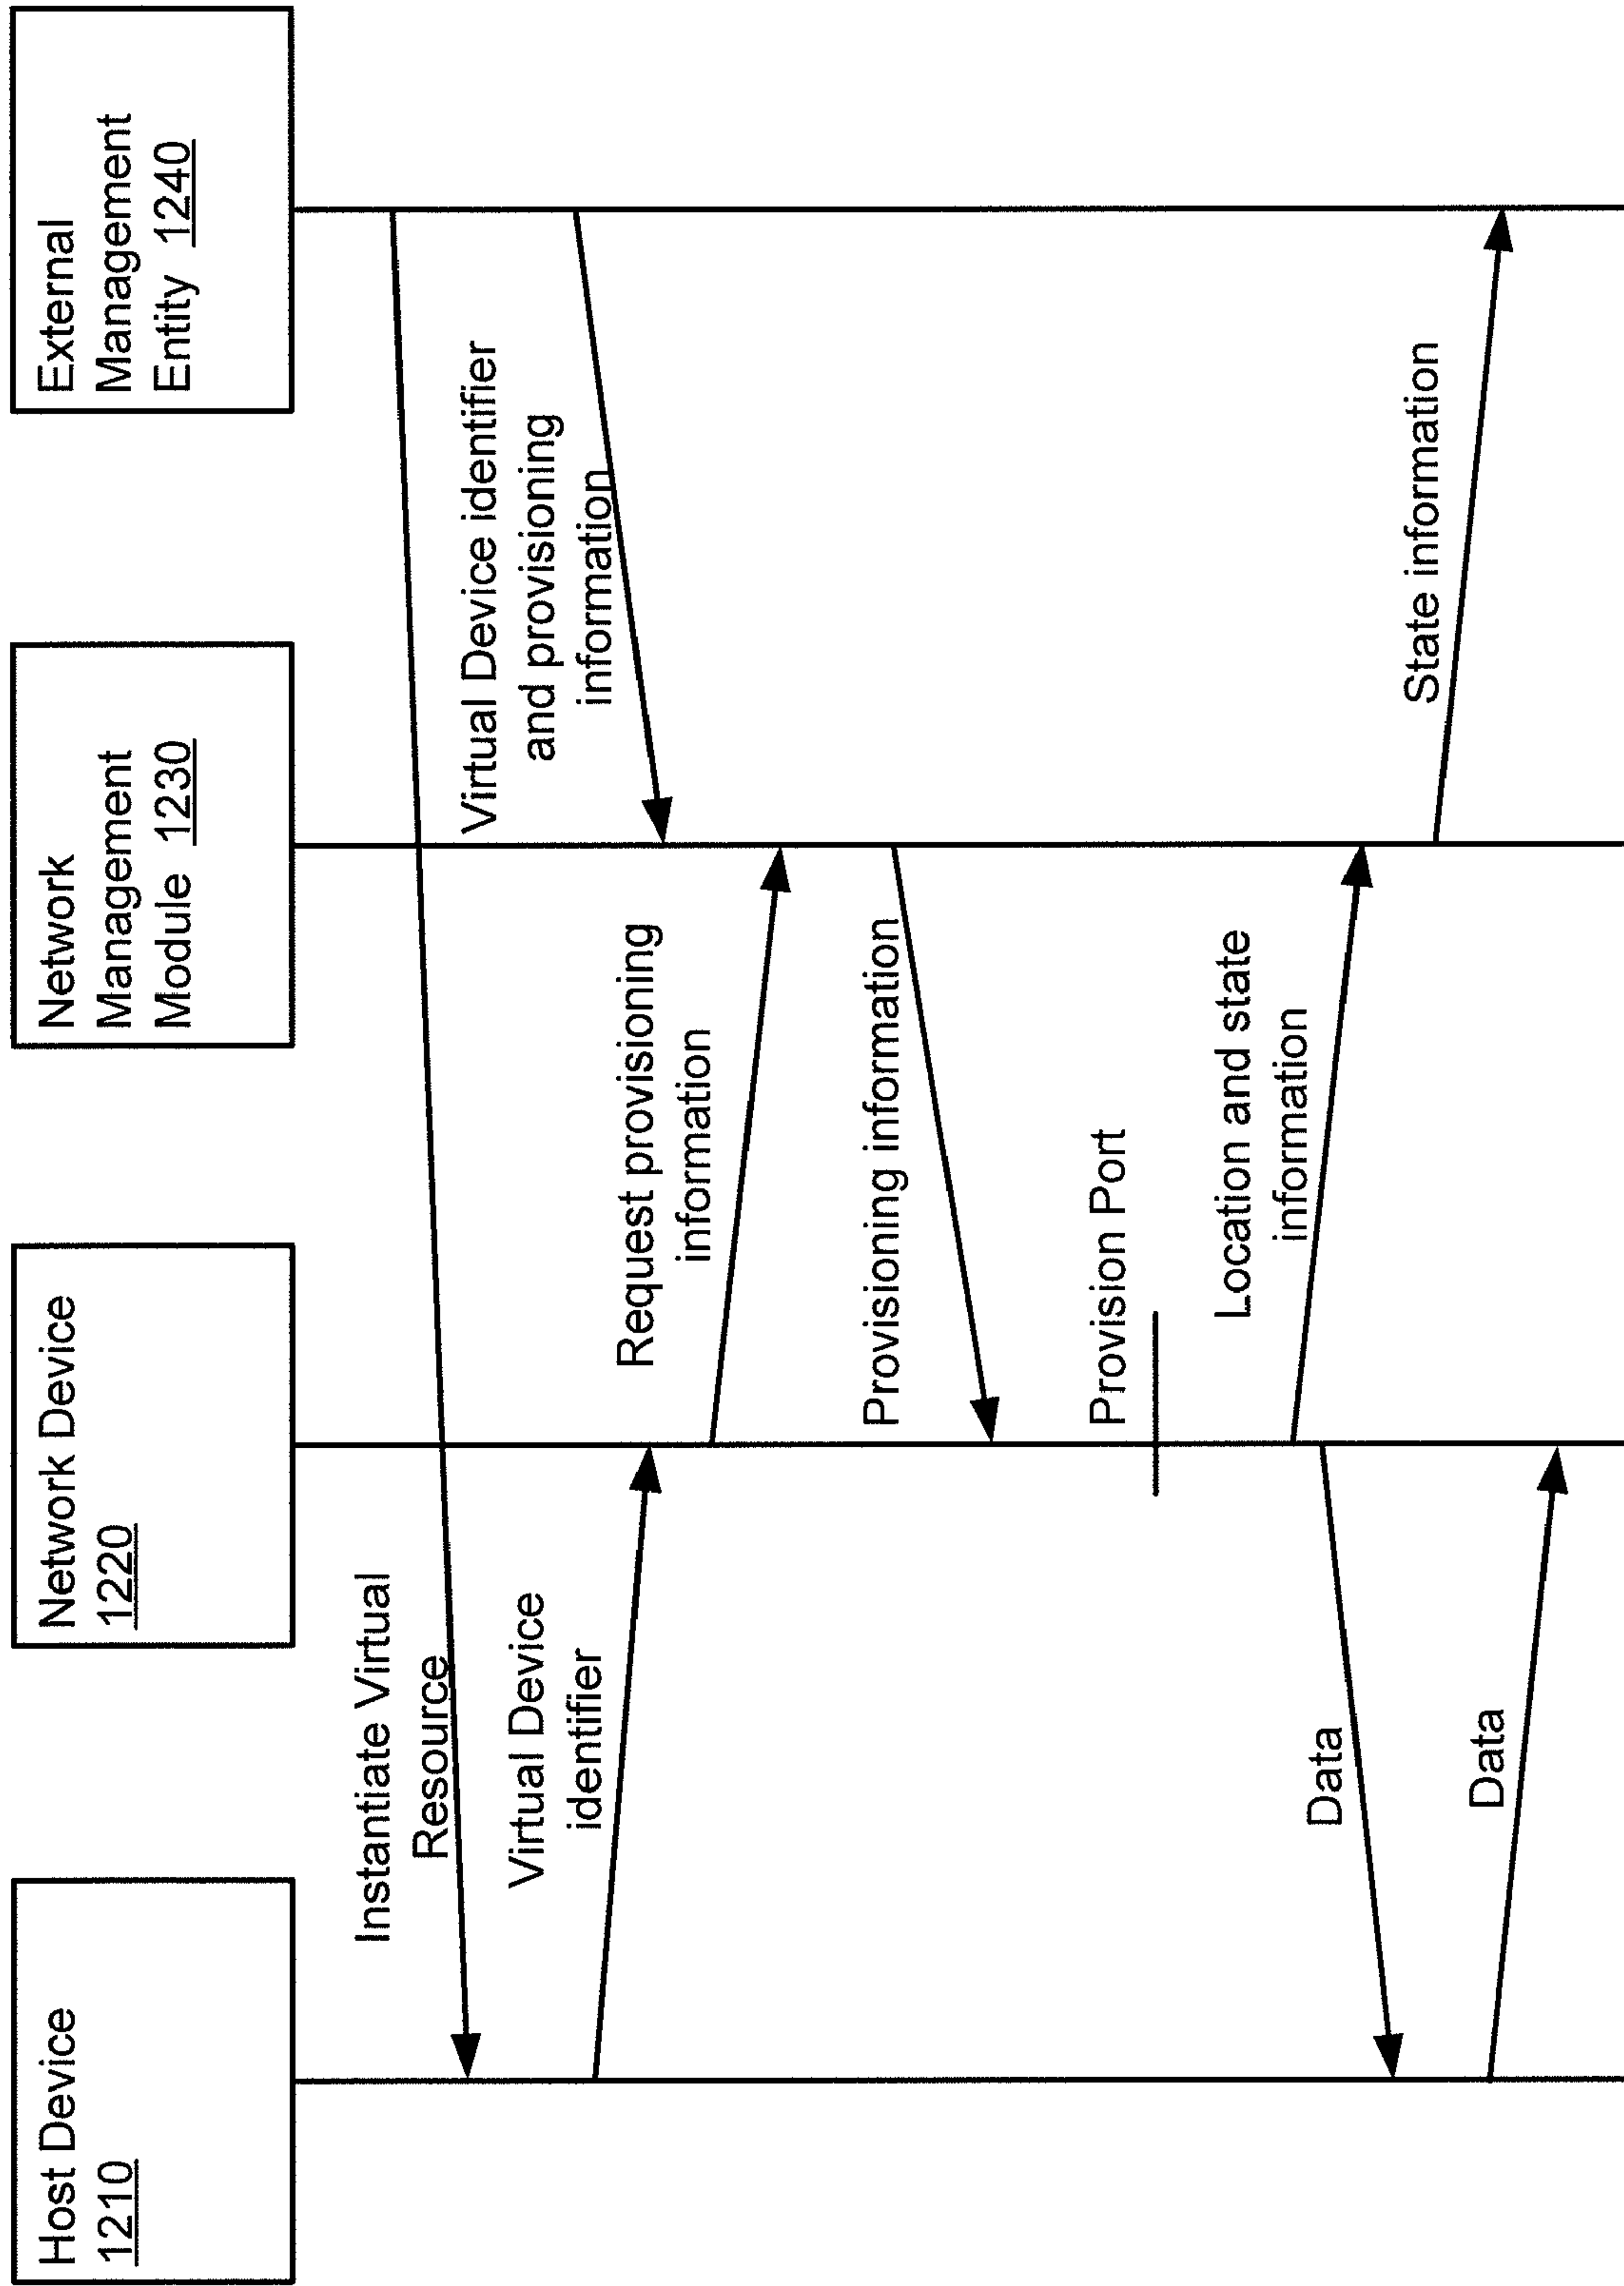 Host Device
1210
Network Device
1220
Network
Management
Module 1230
External
Management
Entity 1240
Instantiate Virtual
Resource
Virtual Device identifier
and provisioning
information
Virtual Device
identifier
Request provisioning
information
Provisioning information
Provision Port
Location and state
information
Data
State information
Data